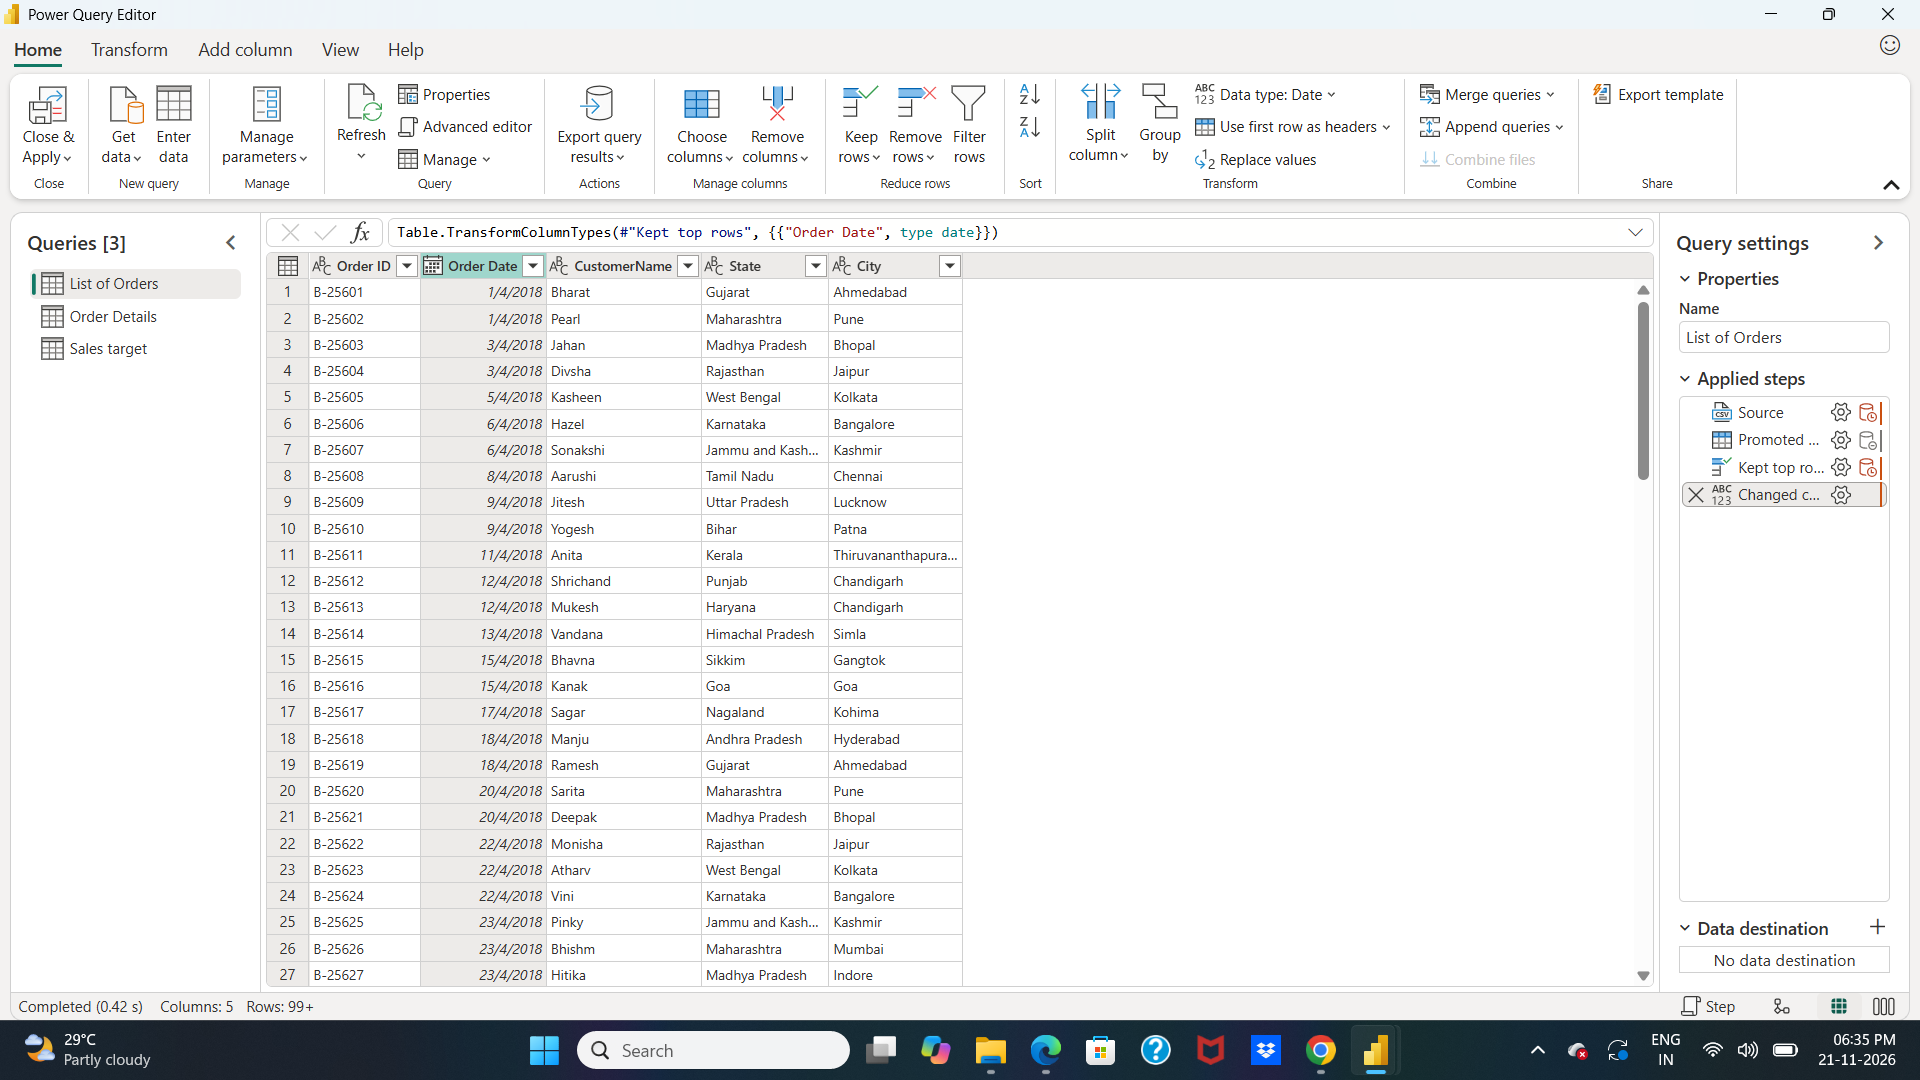 Power Query Editor
Home Transform Add column View Help
Close & Apply
Get data
Enter data
Manage parameters
Refresh
Properties
Advanced editor
Manage
Export query results
Choose columns
Remove columns
Keep rows
Remove rows
Filter rows
A Z
Z A
Split column
Group by
ABC 123 Data type: Date
Use first row as headers
1 2 Replace values
Merge queries
Append queries
Combine files
Export template
Close New query Manage Query Actions Manage columns Reduce rows Sort Transform Combine Share
Queries [3]
List of Orders
Order Details
Sales target
fx Table.TransformColumnTypes(#"Kept top rows", {{"Order Date", type date}})
ABC Order ID Order Date ABC CustomerName ABC State ABC City
1 B-25601 1/4/2018 Bharat Gujarat Ahmedabad
2 B-25602 1/4/2018 Pearl Maharashtra Pune
3 B-25603 3/4/2018 Jahan Madhya Pradesh Bhopal
4 B-25604 3/4/2018 Divsha Rajasthan Jaipur
5 B-25605 5/4/2018 Kasheen West Bengal Kolkata
6 B-25606 6/4/2018 Hazel Karnataka Bangalore
7 B-25607 6/4/2018 Sonakshi Jammu and Kash... Kashmir
8 B-25608 8/4/2018 Aarushi Tamil Nadu Chennai
9 B-25609 9/4/2018 Jitesh Uttar Pradesh Lucknow
10 B-25610 9/4/2018 Yogesh Bihar Patna
11 B-25611 11/4/2018 Anita Kerala Thiruvananthapura...
12 B-25612 12/4/2018 Shrichand Punjab Chandigarh
13 B-25613 12/4/2018 Mukesh Haryana Chandigarh
14 B-25614 13/4/2018 Vandana Himachal Pradesh Simla
15 B-25615 15/4/2018 Bhavna Sikkim Gangtok
16 B-25616 15/4/2018 Kanak Goa Goa
17 B-25617 17/4/2018 Sagar Nagaland Kohima
18 B-25618 18/4/2018 Manju Andhra Pradesh Hyderabad
19 B-25619 18/4/2018 Ramesh Gujarat Ahmedabad
20 B-25620 20/4/2018 Sarita Maharashtra Pune
21 B-25621 20/4/2018 Deepak Madhya Pradesh Bhopal
22 B-25622 22/4/2018 Monisha Rajasthan Jaipur
23 B-25623 22/4/2018 Atharv West Bengal Kolkata
24 B-25624 22/4/2018 Vini Karnataka Bangalore
25 B-25625 23/4/2018 Pinky Jammu and Kash... Kashmir
26 B-25626 23/4/2018 Bhishm Maharashtra Mumbai
27 B-25627 23/4/2018 Hitika Madhya Pradesh Indore
Query settings
Properties
Name
List of Orders
Applied steps
CSV Source
Promoted ...
Kept top ro...
ABC 123 Changed c...
Data destination
No data destination
Completed (0.42 s) Columns: 5 Rows: 99+
Step
29°C
Partly cloudy
Search
ENG
IN
06:35 PM
21-11-2026